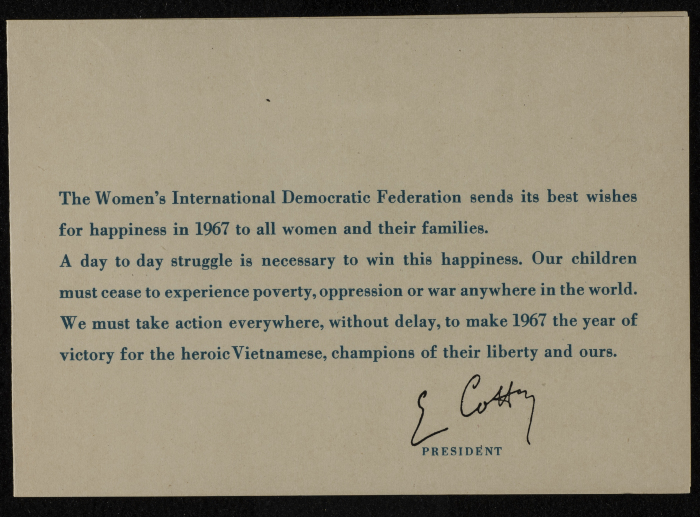 The Women's International Democratic Federation sends its best wishes
for happiness in 1967 to all women and their families.
A day to day struggle is necessary to win this happiness. Our children
must cease to experience poverty, oppression or war anywhere in the world.
We must take action everywhere, without delay, to make 1967 the year of
victory for the heroic Vietnamese, champions of their liberty and ours.
E Cotton
PRESIDENT